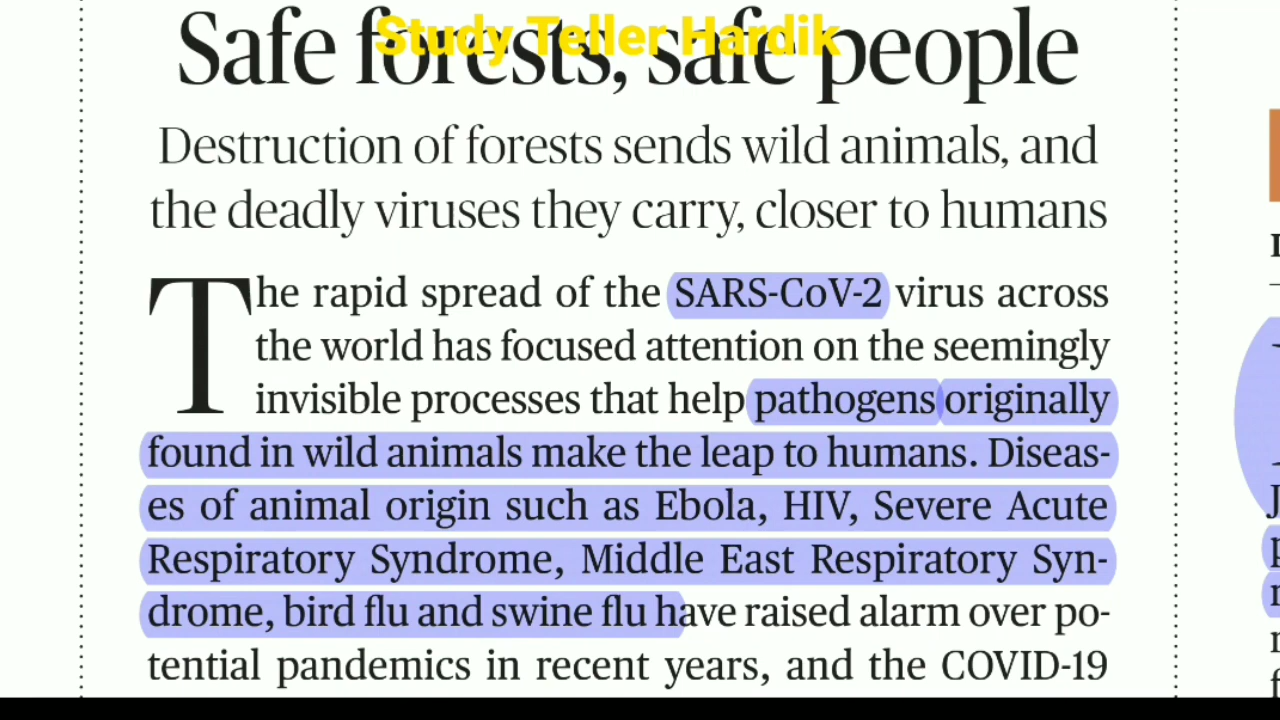 Safe forests, safe people
Study Teller Hardik
Destruction of forests sends wild animals, and
the deadly viruses they carry, closer to humans
The rapid spread of the SARS-CoV-2 virus across
the world has focused attention on the seemingly
invisible processes that help pathogens originally
found in wild animals make the leap to humans. Diseas-
es of animal origin such as Ebola, HIV, Severe Acute
Respiratory Syndrome, Middle East Respiratory Syn-
drome, bird flu and swine flu have raised alarm over po-
tential pandemics in recent years, and the COVID-19